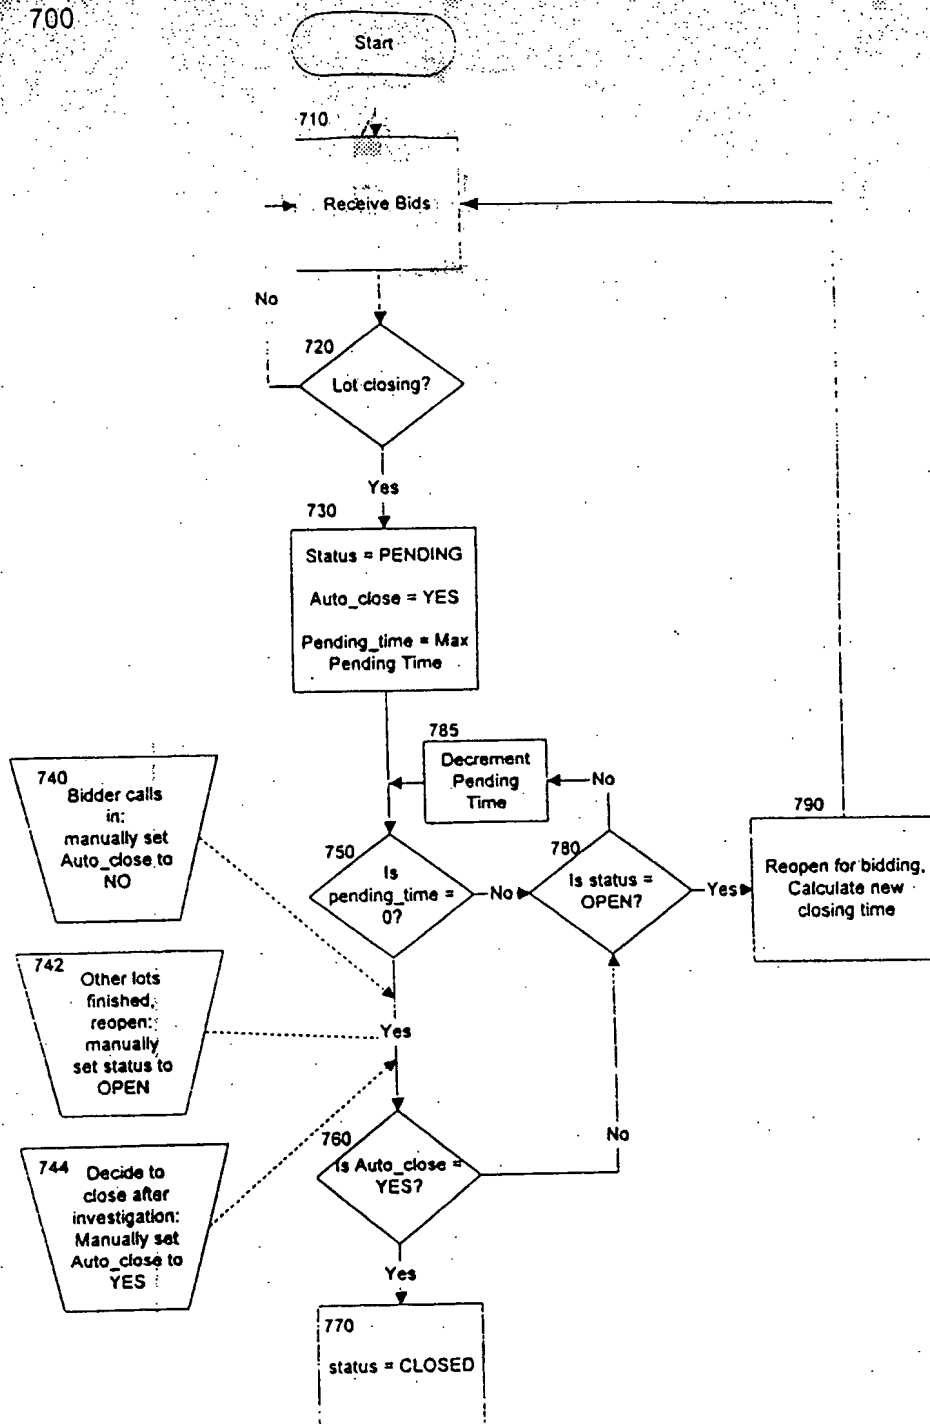 700
Start
710
Receive Bids
No
720
Lot closing?
Yes
730
Status = PENDING
Auto_close = YES
Pending_time = Max
Pending Time
785
Decrement
Pending
Time
No
740
Bidder calls
in:
manually set
Auto_close to
NO
750
Is
pending_time =
0?
No
780
Is status =
OPEN?
Yes
790
Reopen for bidding,
Calculate new
closing time
742
Other lots
finished,
reopen:
manually
set status to
OPEN
Yes
744
Decide to
close after
investigation:
Manually set
Auto_close to
YES
760
Is Auto_close =
YES?
No
Yes
770
status = CLOSED